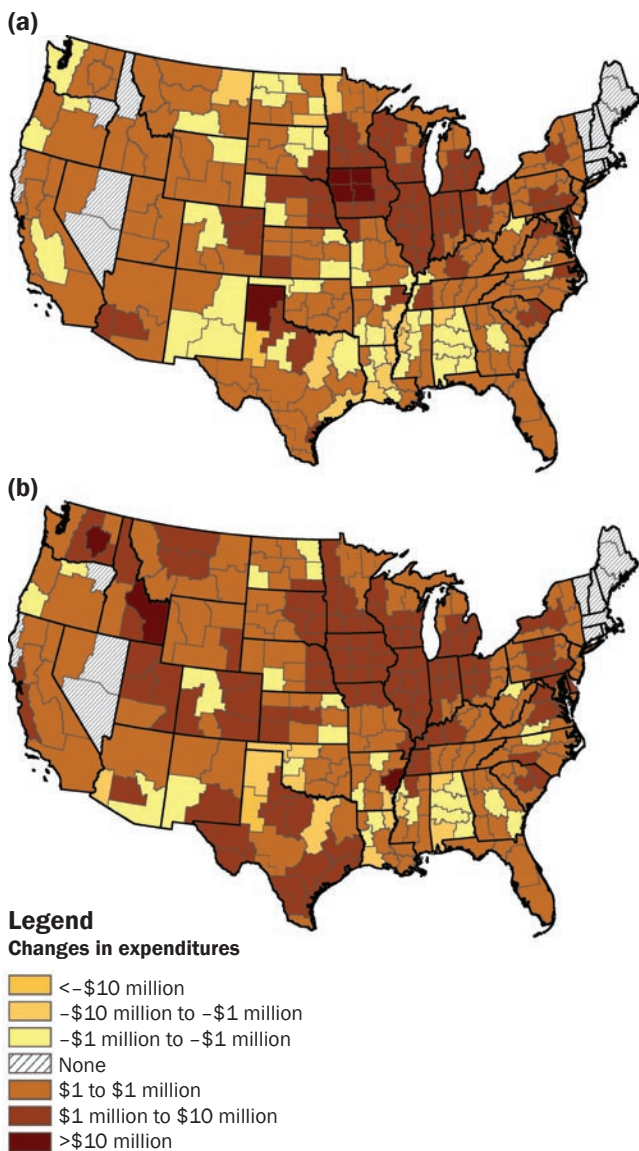 (a)
(b)
Legend
Changes in expenditures
<–$10 million
–$10 million to –$1 million
–$1 million to –$1 million
None
$1 to $1 million
$1 million to $10 million
>$10 million